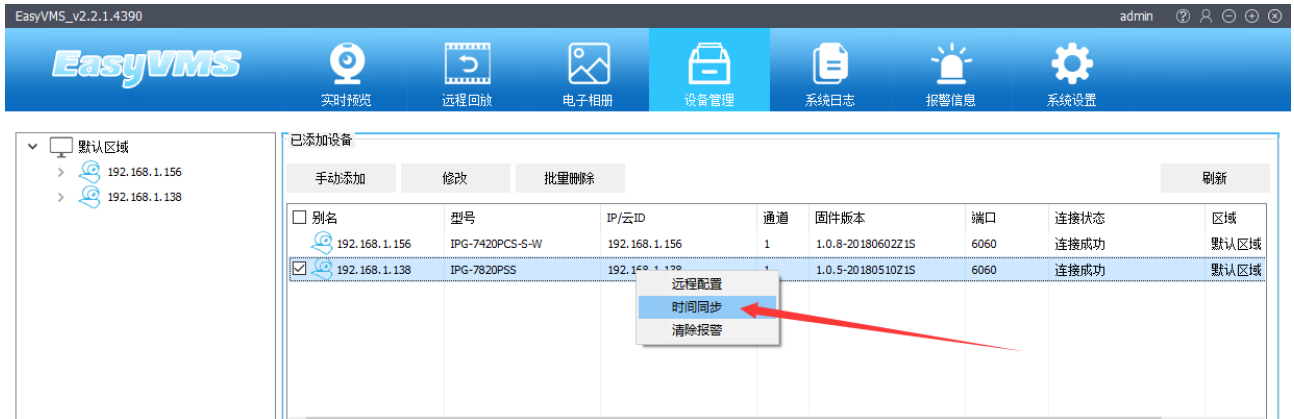 EasyVMS_v2.2.1.4390 admin
EasyVMS
实时预览 远程回放 电子相册 设备管理 系统日志 报警信息 系统设置
默认区域
192.168.1.156
192.168.1.138
已添加设备
手动添加 修改 批量删除 刷新
别名 型号 IP/云ID 通道 固件版本 端口 连接状态 区域
192.168.1.156 IPG-7420PCS-S-W 192.168.1.156 1 1.0.8-20180602Z1S 6060 连接成功 默认区域
192.168.1.138 IPG-7820PSS 192.168.1.138 1 1.0.5-20180510Z1S 6060 连接成功 默认区域
远程配置
时间同步
清除报警